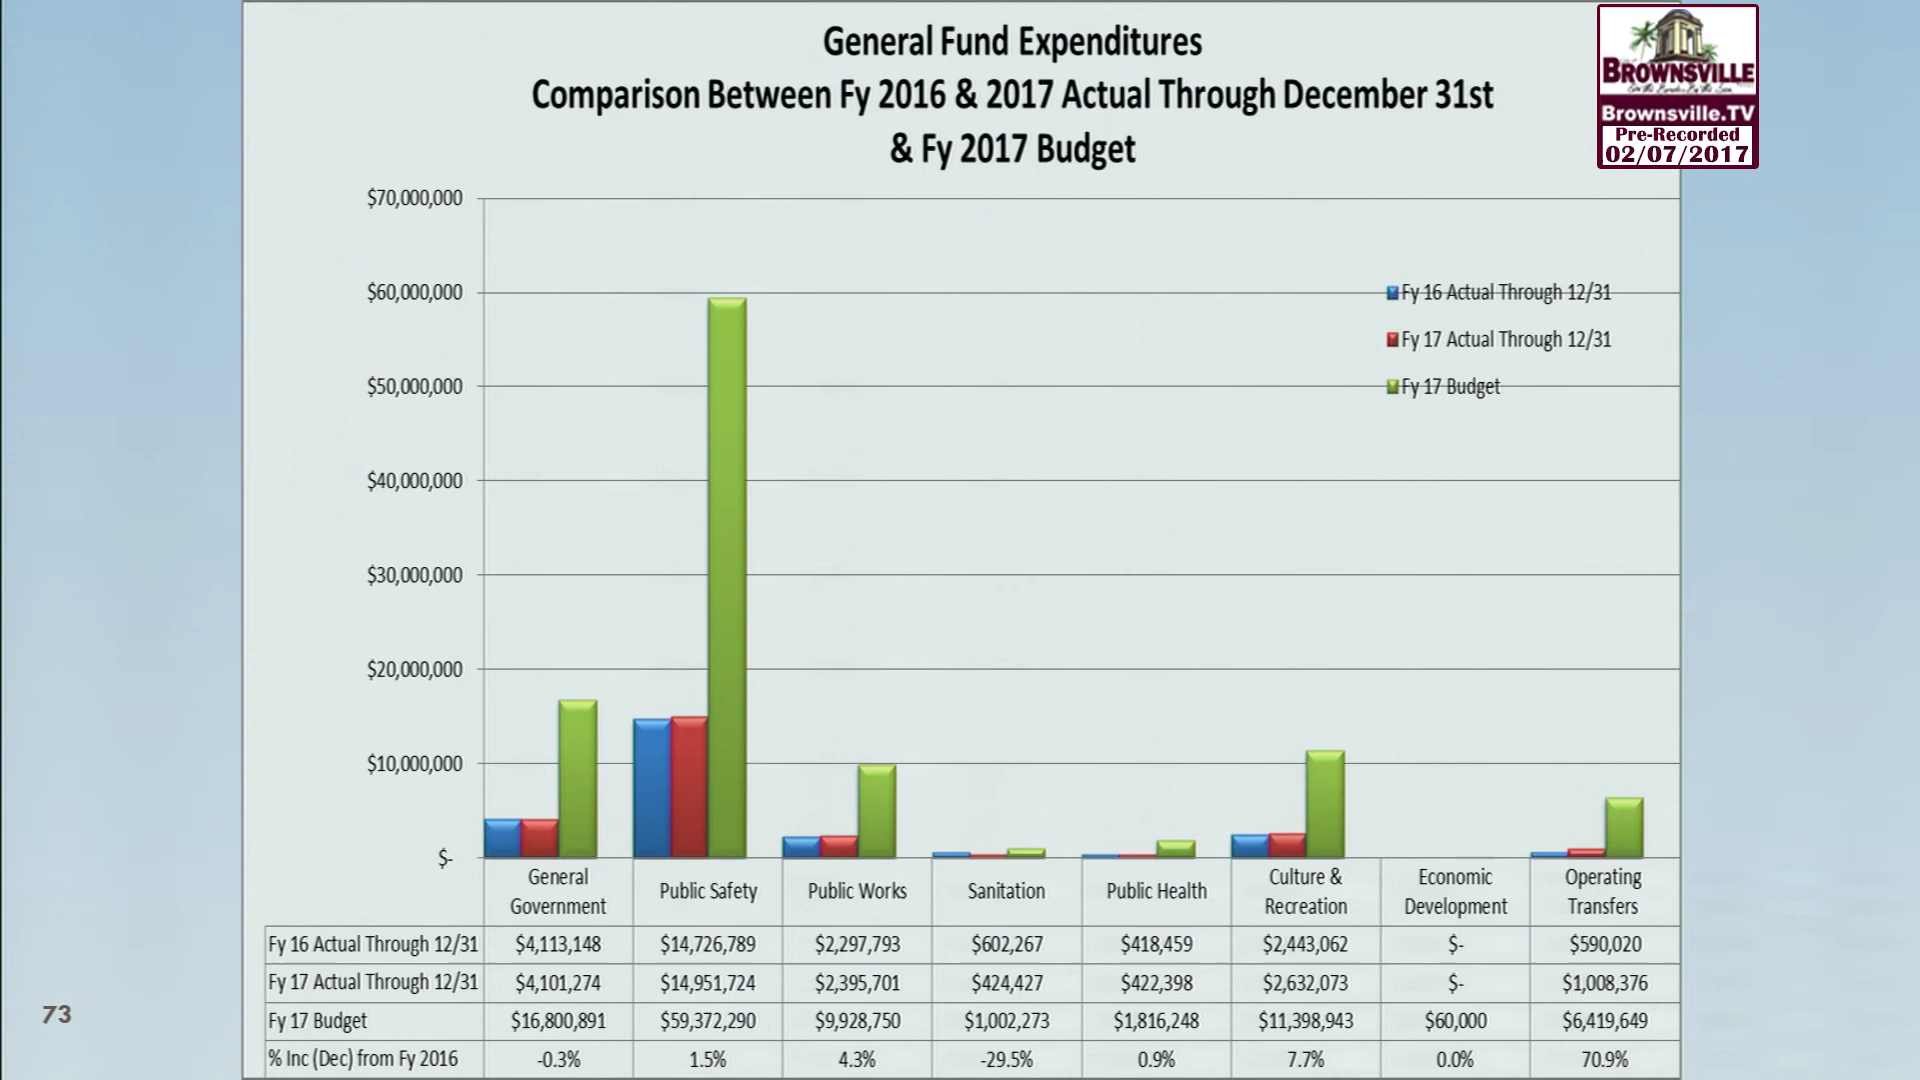 General Fund Expenditures
Comparison Between Fy 2016 & 2017 Actual Through December 31st
& Fy 2017 Budget
BROWNSVILLE
On the Border By the Sea
Brownsville.TV
Pre-Recorded
02/07/2017
$70,000,000
$60,000,000
$50,000,000
$40,000,000
$30,000,000
$20,000,000
$10,000,000
$-
Fy 16 Actual Through 12/31
Fy 17 Actual Through 12/31
Fy 17 Budget
General Government Public Safety Public Works Sanitation Public Health Culture & Recreation Economic Development Operating Transfers
Fy 16 Actual Through 12/31 $4,113,148 $14,726,789 $2,297,793 $602,267 $418,459 $2,443,062 $- $590,020
Fy 17 Actual Through 12/31 $4,101,274 $14,951,724 $2,395,701 $424,427 $422,398 $2,632,073 $- $1,008,376
Fy 17 Budget $16,800,891 $59,372,290 $9,928,750 $1,002,273 $1,816,248 $11,398,943 $60,000 $6,419,649
% Inc (Dec) from Fy 2016 -0.3% 1.5% 4.3% -29.5% 0.9% 7.7% 0.0% 70.9%
73